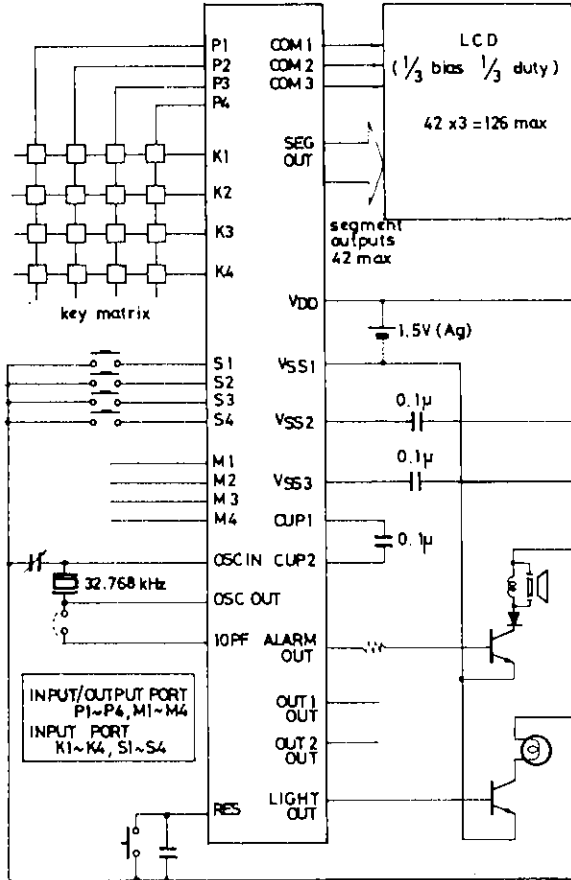 P1
P2
P3
P4
K1
K2
K3
K4
key matrix
S1
S2
S3
S4
M1
M2
M3
M4
OSC IN
32.768 kHz
OSC OUT
10PF
INPUT/OUTPUT PORT
P1~P4, M1~M4
INPUT PORT
K1~K4, S1~S4
RES
COM 1
COM 2
COM 3
SEG
OUT
VDD
VSS1
VSS2
VSS3
CUP1
CUP2
ALARM
OUT
OUT 1
OUT
OUT 2
OUT
LIGHT
OUT
LCD
(1/3 bias 1/3 duty)
42 x3 = 126 max
segment
outputs
42 max
1.5V (Ag)
0.1μ
0.1μ
0.1μ